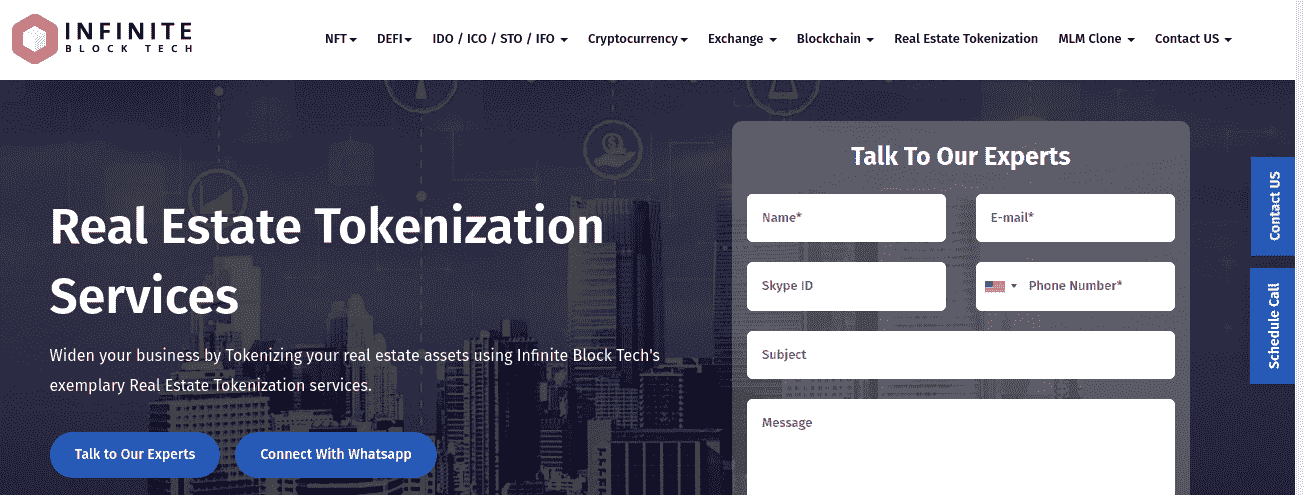 INFINITE
BLOCK TECH
NFT
DEFI
IDO / ICO / STO / IFO
Cryptocurrency
Exchange
Blockchain
Real Estate Tokenization
MLM Clone
Contact US
Real Estate Tokenization
Services
Widen your business by Tokenizing your real estate assets using Infinite Block Tech's
exemplary Real Estate Tokenization services.
Talk to Our Experts
Connect With Whatsapp
Talk To Our Experts
Name*
E-mail*
Skype ID
Phone Number*
Subject
Message
Contact US
Schedule Call